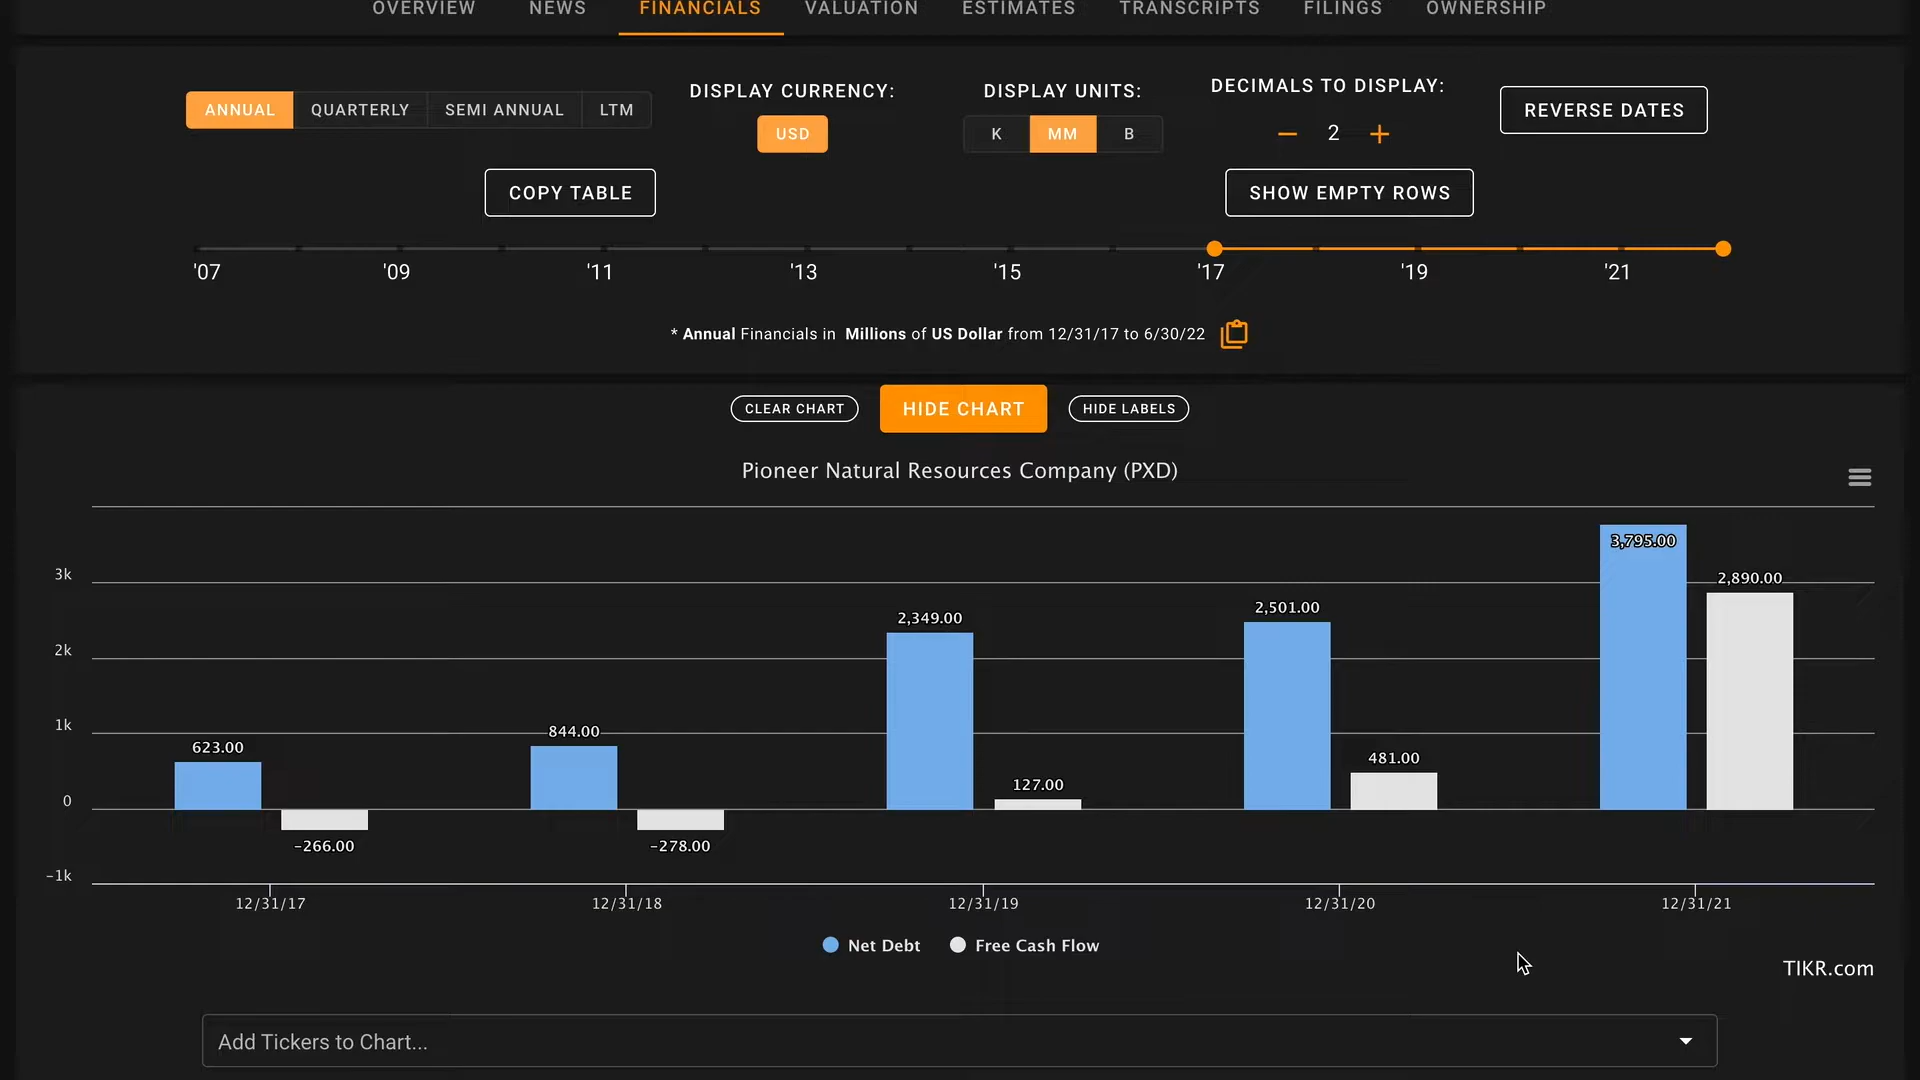 OVERVIEW NEWS FINANCIALS VALUATION ESTIMATES TRANSCRIPTS FILINGS OWNERSHIP
ANNUAL QUARTERLY SEMI ANNUAL LTM
DISPLAY CURRENCY:
USD
DISPLAY UNITS:
K MM B
DECIMALS TO DISPLAY:
− 2 +
REVERSE DATES
COPY TABLE
SHOW EMPTY ROWS
'07 '09 '11 '13 '15 '17 '19 '21
* Annual Financials in Millions of US Dollar from 12/31/17 to 6/30/22
CLEAR CHART HIDE CHART HIDE LABELS
Pioneer Natural Resources Company (PXD)
3k
2k
1k
0
-1k
623.00
-266.00
844.00
-278.00
2,349.00
127.00
2,501.00
481.00
3,795.00
2,890.00
12/31/17 12/31/18 12/31/19 12/31/20 12/31/21
Net Debt Free Cash Flow
TIKR.com
Add Tickers to Chart...